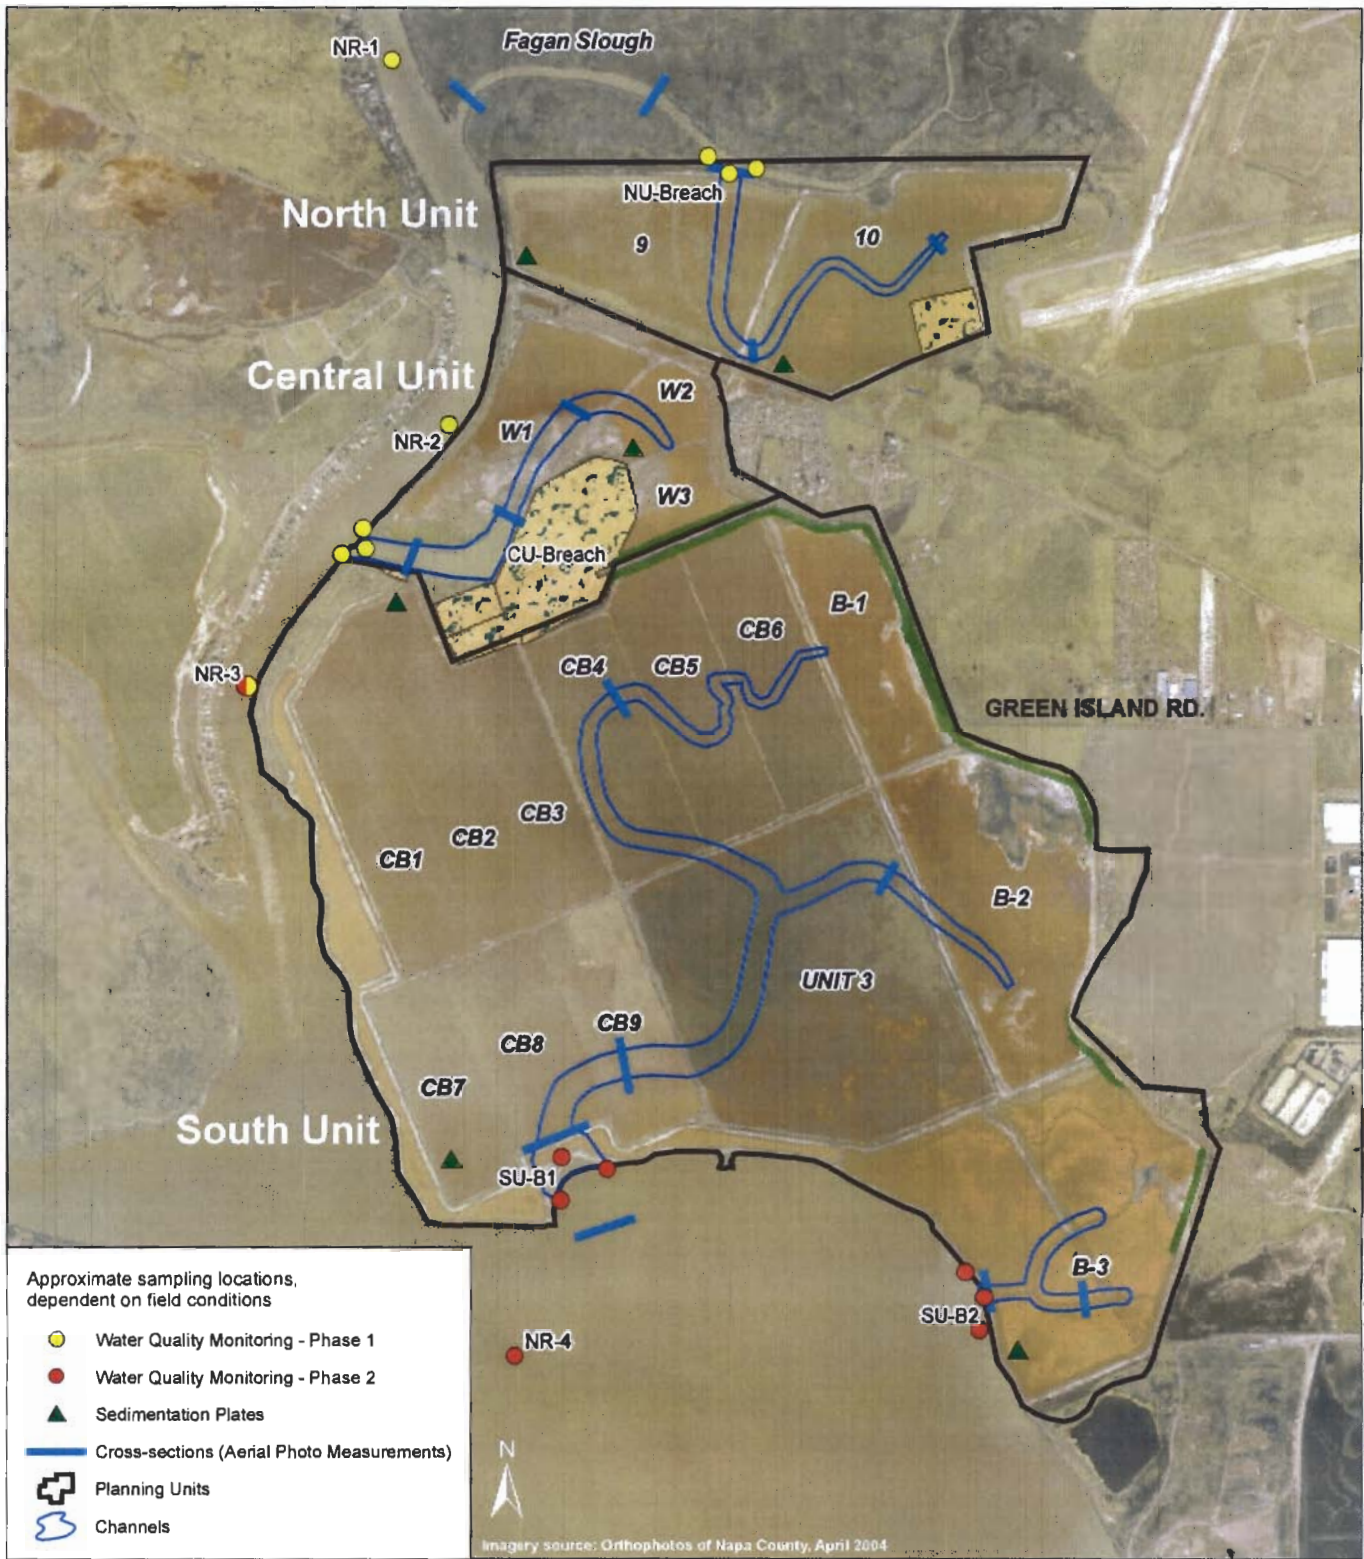 Fagan Slough
NR-1
NU-Breach
North Unit
9
10
Central Unit
W2
W1
NR-2
W3
CU-Breach
B-1
CB6
CB4
CB5
NR-3
GREEN ISLAND RD.
CB3
CB2
CB1
B-2
UNIT 3
CB9
CB8
CB7
South Unit
SU-B1
B-3
SU-B2
NR-4
Approximate sampling locations,
dependent on field conditions
Water Quality Monitoring - Phase 1
Water Quality Monitoring - Phase 2
Sedimentation Plates
Cross-sections (Aerial Photo Measurements)
Planning Units
Channels
N
Imagery source: Orthophotos of Napa County, April 2004